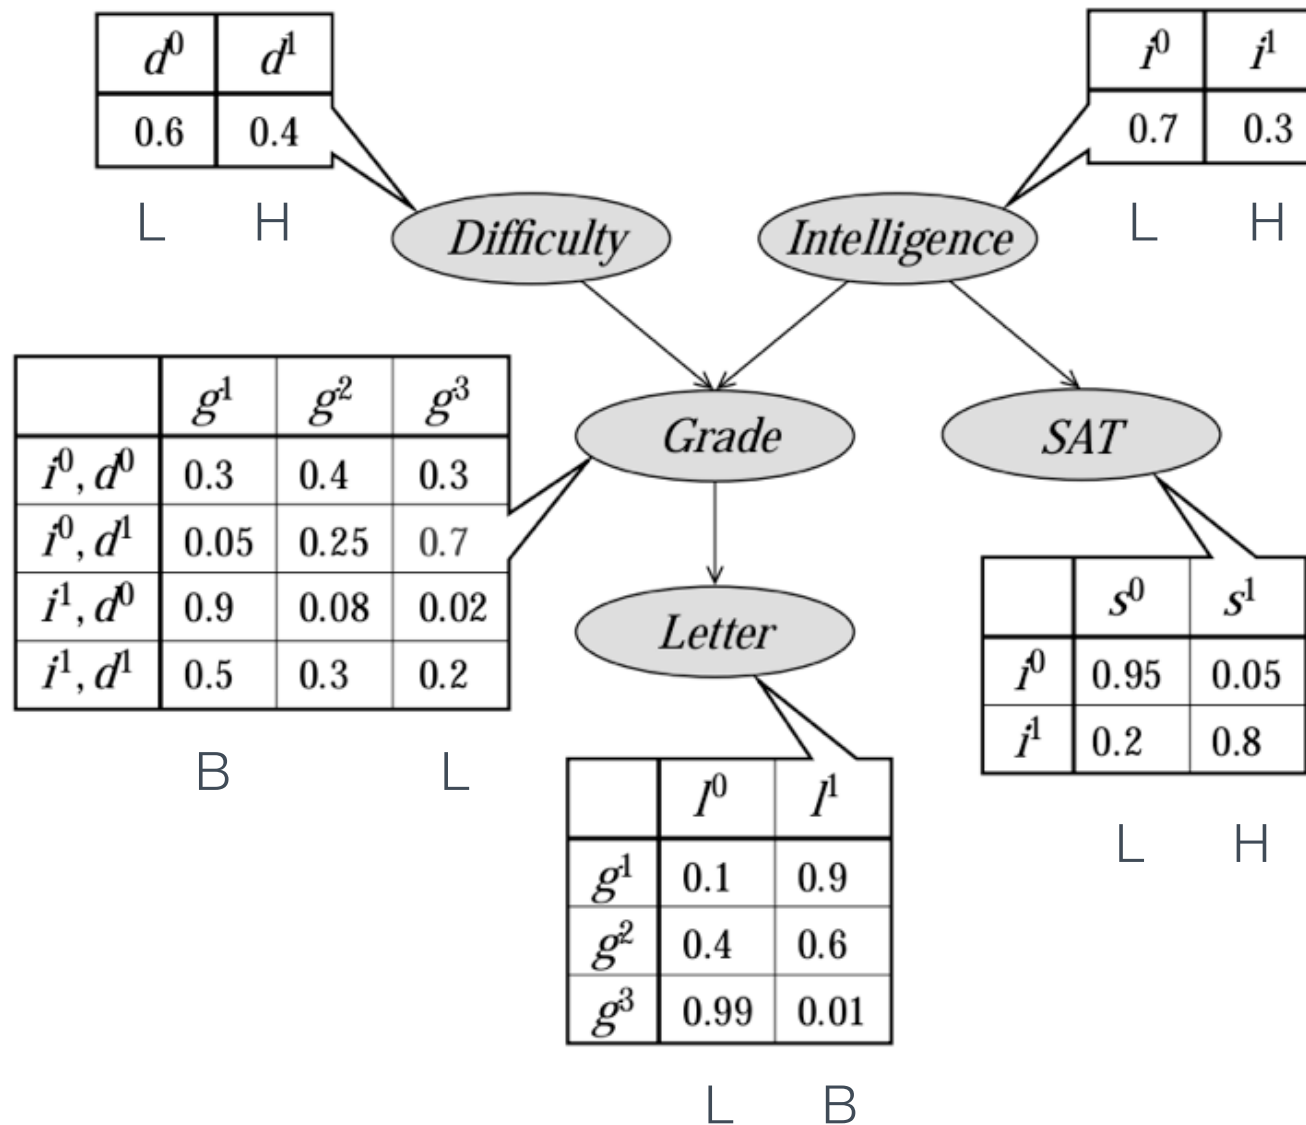 d⁰ d¹
0.6 0.4
L H
i⁰ i¹
0.7 0.3
L H
Difficulty
Intelligence
g¹ g² g³
i⁰, d⁰ 0.3 0.4 0.3
i⁰, d¹ 0.05 0.25 0.7
i¹, d⁰ 0.9 0.08 0.02
i¹, d¹ 0.5 0.3 0.2
B L
Grade
SAT
Letter
s⁰ s¹
i⁰ 0.95 0.05
i¹ 0.2 0.8
L H
l⁰ l¹
g¹ 0.1 0.9
g² 0.4 0.6
g³ 0.99 0.01
L B